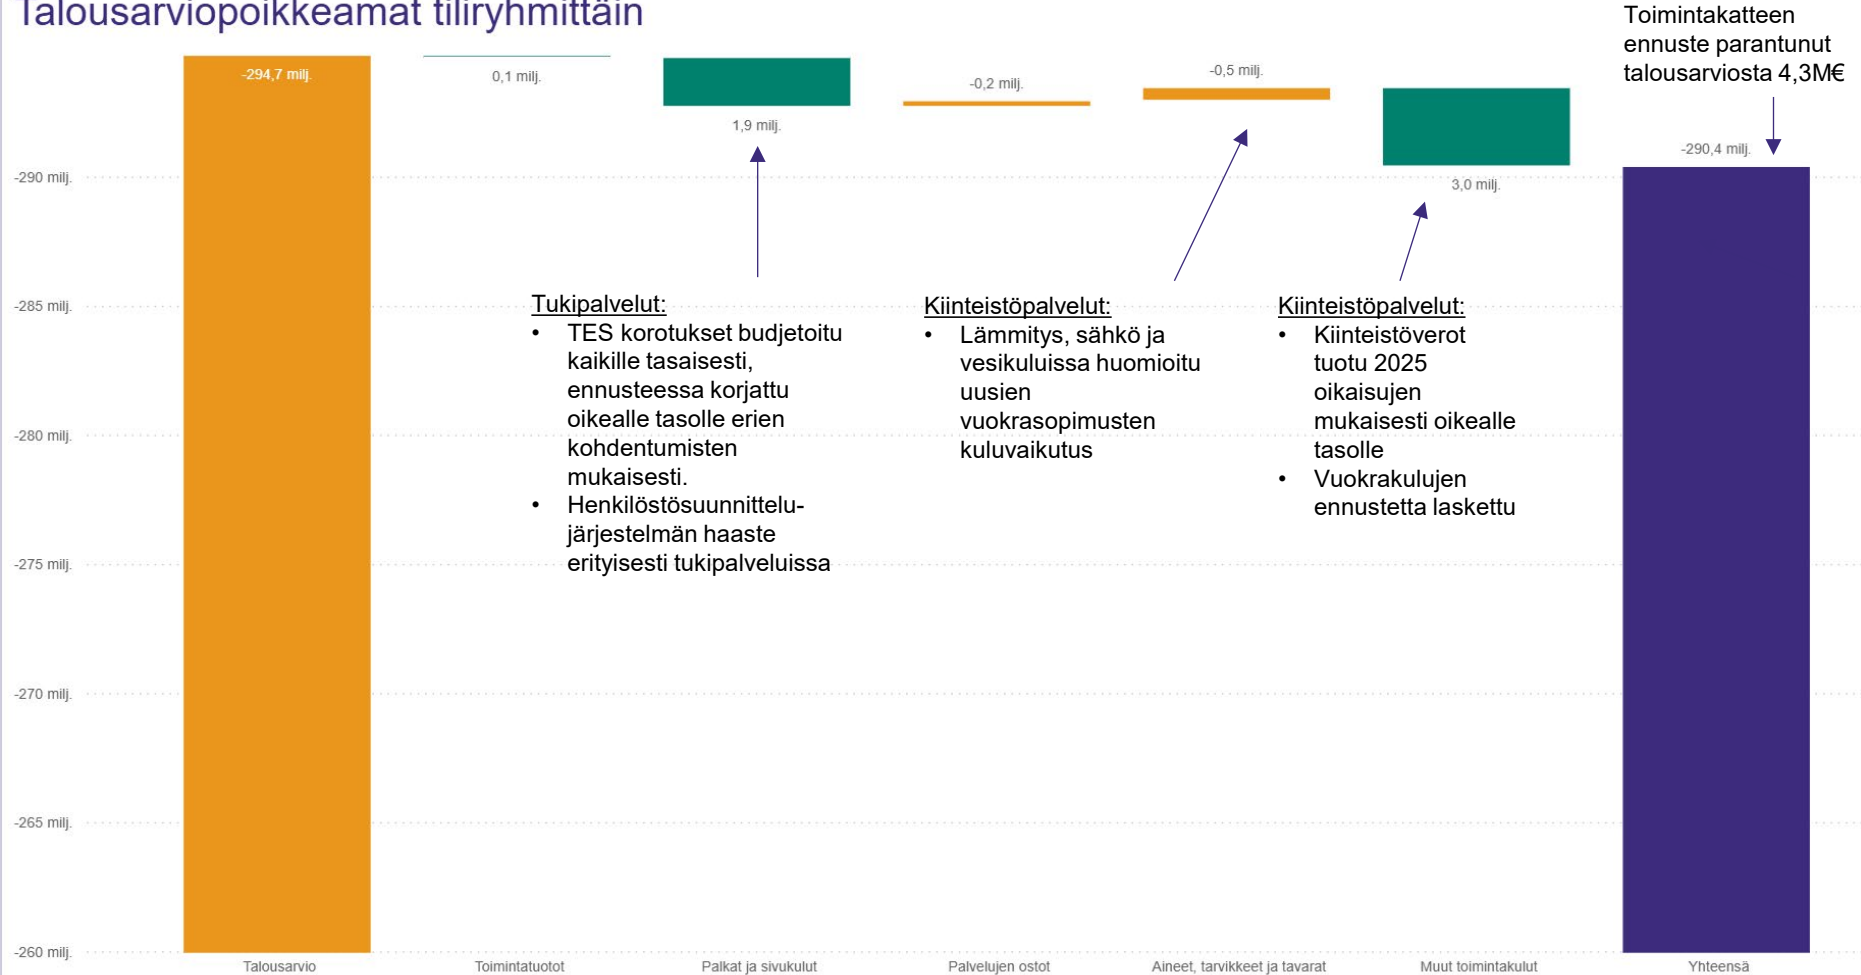 Talousarviopoikkeamat tiliryhmittäin
Toimintakatteen
ennuste parantunut
talousarviosta 4,3M€
-294,7 milj.
0,1 milj.
1,9 milj.
-0,2 milj.
-0,5 milj.
3,0 milj.
-290,4 milj.
-290 milj.
-285 milj.
-280 milj.
-275 milj.
-270 milj.
-265 milj.
-260 milj.
Tukipalvelut:
• TES korotukset budjetoitu
kaikille tasaisesti,
ennusteessa korjattu
oikealle tasolle erien
kohdentumisten
mukaisesti.
• Henkilöstösuunnittelu-
järjestelmän haaste
erityisesti tukipalveluissa
Kiinteistöpalvelut:
• Lämmitys, sähkö ja
vesikuluissa huomioitu
uusien
vuokrasopimusten
kuluvaikutus
Kiinteistöpalvelut:
• Kiinteistöverot
tuotu 2025
oikaisujen
mukaisesti oikealle
tasolle
• Vuokrakulujen
ennustetta laskettu
Talousarvio
Toimintatuotot
Palkat ja sivukulut
Palvelujen ostot
Aineet, tarvikkeet ja tavarat
Muut toimintakulut
Yhteensä